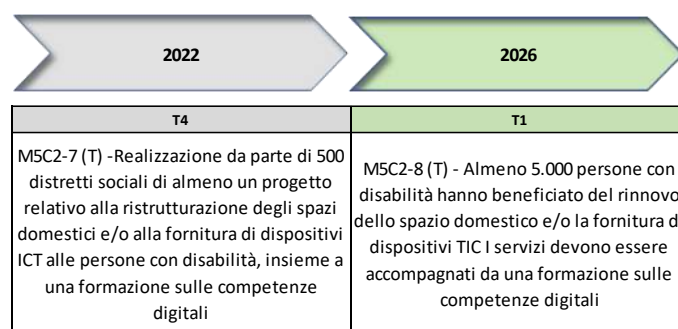 2022
2026
T4
T1
M5C2-7 (T) -Realizzazione da parte di 500
distretti sociali di almeno un progetto
relativo alla ristrutturazione degli spazi
domestici e/o alla fornitura di dispositivi
ICT alle persone con disabilità, insieme a
una formazione sulle competenze
digitali
M5C2-8 (T) - Almeno 5.000 persone con
disabilità hanno beneficiato del rinnovo
dello spazio domestico e/o la fornitura d
dispositivi TIC I servizi devono essere
accompagnati da una formazione sulle
competenze digitali